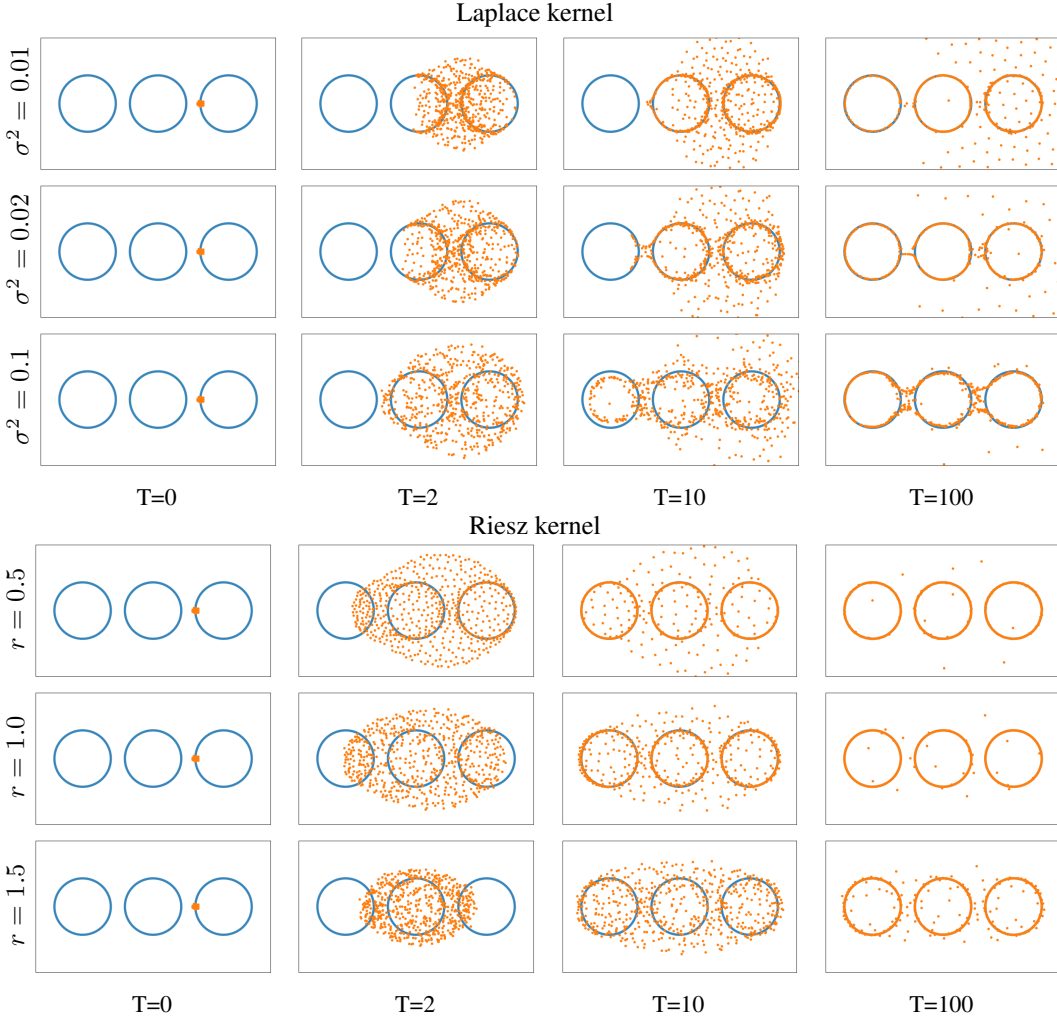 Laplace kernel
σ² = 0.01
σ² = 0.02
σ² = 0.1
T=0 T=2 T=10 T=100
Riesz kernel
r = 0.5
r = 1.0
r = 1.5
T=0 T=2 T=10 T=100